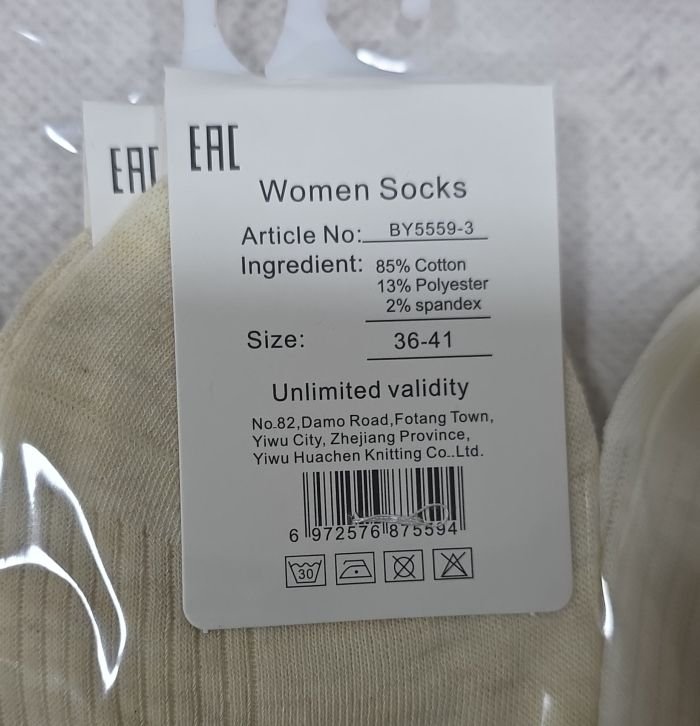 EAC
EAC
Women Socks
Article No: BY5559-3
Ingredient: 85% Cotton
13% Polyester
2% spandex
Size: 36-41
Unlimited validity
No.82,Damo Road,Fotang Town,
Yiwu City, Zhejiang Province,
Yiwu Huachen Knitting Co..Ltd.
6 972576 875594
30